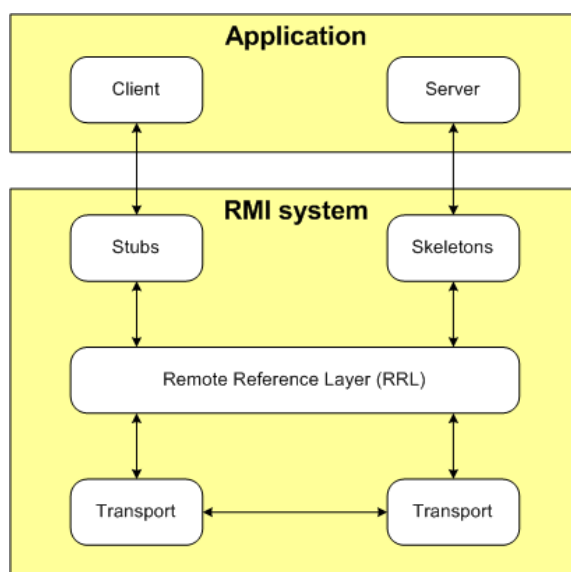 Application
Client
Server
RMI system
Stubs
Skeletons
Remote Reference Layer (RRL)
Transport
Transport